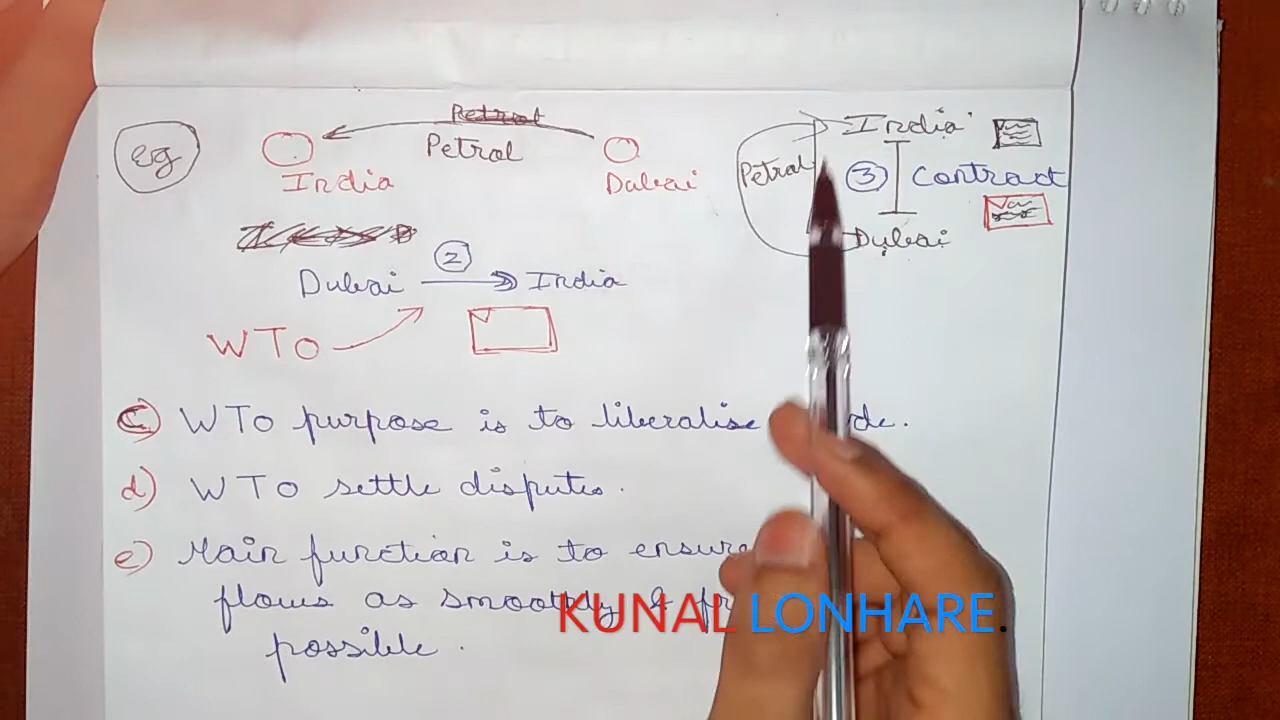 eg
Petrol
Petrol
India
Dubai
Petrol
India
3
Contract
Dubai
2
Dubai
India
WTO
c) WTO purpose is to liberalise
d) WTO settle disputes.
e) Main function is to ensure
flows as smoothly &
possible.
KUNAL LONHARE.